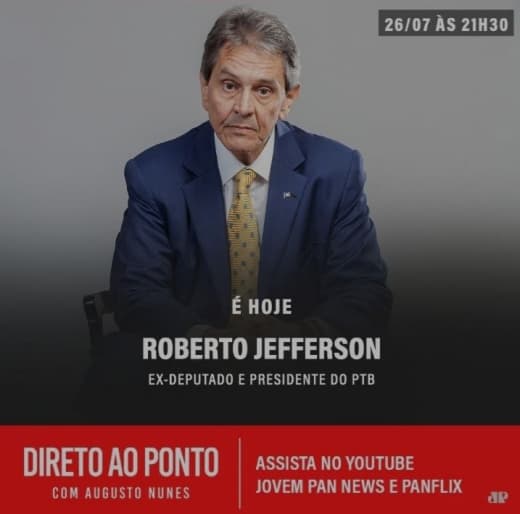 26/07 ÀS 21H30
É HOJE
ROBERTO JEFFERSON
EX-DEPUTADO E PRESIDENTE DO PTB
DIRETO AO PONTO
COM AUGUSTO NUNES
ASSISTA NO YOUTUBE
JOVEM PAN NEWS E PANFLIX
JP